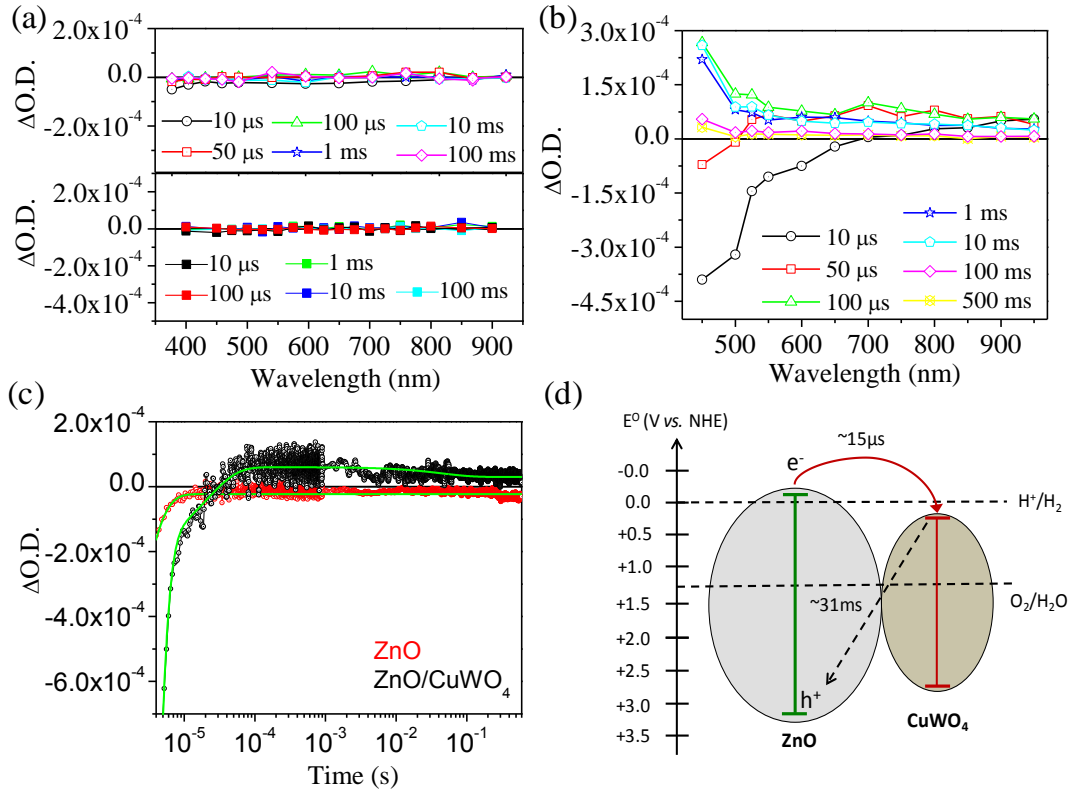 (a)
2.0x10⁻⁴
0.0
-2.0x10⁻⁴
ΔO.D.
10 μs 100 μs 10 ms
50 μs 1 ms 100 ms
2.0x10⁻⁴
0.0
-2.0x10⁻⁴
-4.0x10⁻⁴
ΔO.D.
10 μs 1 ms
100 μs 10 ms 100 ms
400 500 600 700 800 900
Wavelength (nm)
(b)
3.0x10⁻⁴
1.5x10⁻⁴
0.0
-1.5x10⁻⁴
-3.0x10⁻⁴
-4.5x10⁻⁴
ΔO.D.
1 ms
10 μs 10 ms
50 μs 100 ms
100 μs 500 ms
500 600 700 800 900
Wavelength (nm)
(c)
2.0x10⁻⁴
0.0
-2.0x10⁻⁴
-4.0x10⁻⁴
-6.0x10⁻⁴
ΔO.D.
ZnO
ZnO/CuWO₄
10⁻⁵ 10⁻⁴ 10⁻³ 10⁻² 10⁻¹
Time (s)
(d)
E⁰ (V vs. NHE)
~15μs
e⁻
-0.0
0.0
H⁺/H₂
+0.5
+1.0
O₂/H₂O
+1.5
~31ms
+2.0
+2.5
h⁺
+3.0
CuWO₄
+3.5
ZnO